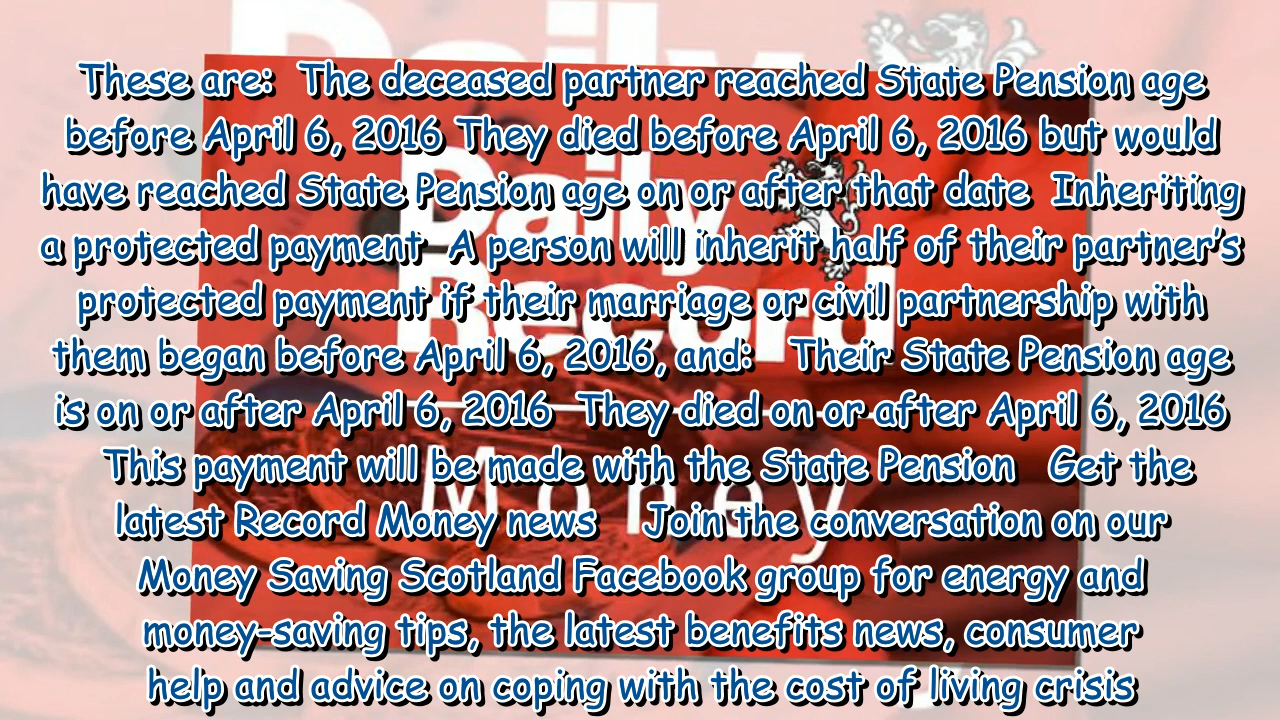 These are: The deceased partner reached State Pension age
before April 6, 2016 They died before April 6, 2016 but would
have reached State Pension age on or after that date Inheriting
a protected payment A person will inherit half of their partner's
protected payment if their marriage or civil partnership with
them began before April 6, 2016, and: Their State Pension age
is on or after April 6, 2016 They died on or after April 6, 2016
This payment will be made with the State Pension Get the
latest Record Money news Join the conversation on our
Money Saving Scotland Facebook group for energy and
money-saving tips, the latest benefits news, consumer
help and advice on coping with the cost of living crisis
Daily
Daily
Record
Money